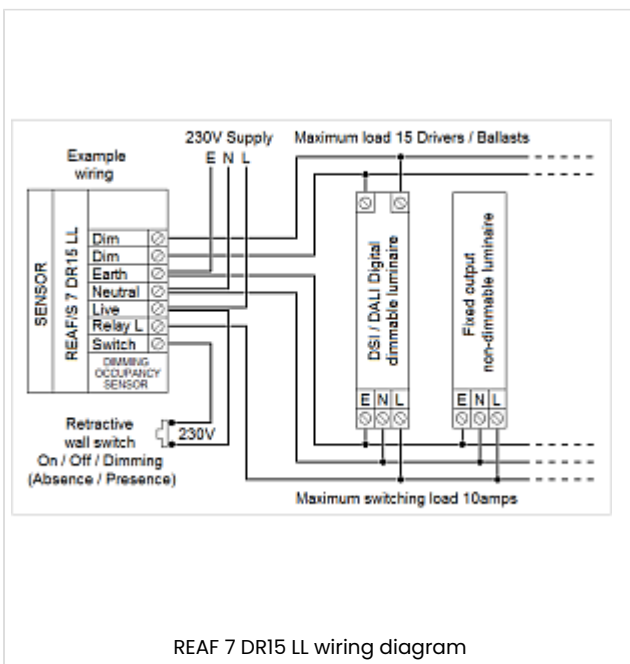 230V Supply
E N L
Maximum load 15 Drivers / Ballasts
Example
wiring
SENSOR
REAF/S 7 DR15 LL
Dim
Dim
Earth
Neutral
Live
Relay L
Switch
DIMMING
OCCUPANCY
SENSOR
DSI / DALI Digital
dimmable luminaire
E N L
Fixed output
non-dimmable luminaire
E N L
Retractive
wall switch
230V
On / Off / Dimming
(Absence / Presence)
Maximum switching load 10amps
REAF 7 DR15 LL wiring diagram